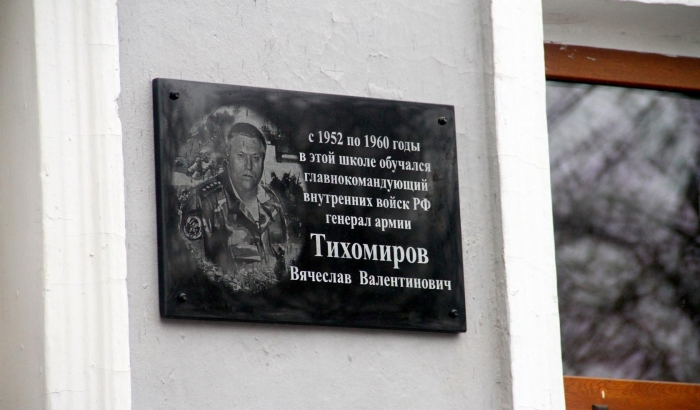 с 1952 по 1960 годы
в этой школе обучался
главнокомандующий
внутренних войск РФ
генерал армии
Тихомиров
Вячеслав Валентинович